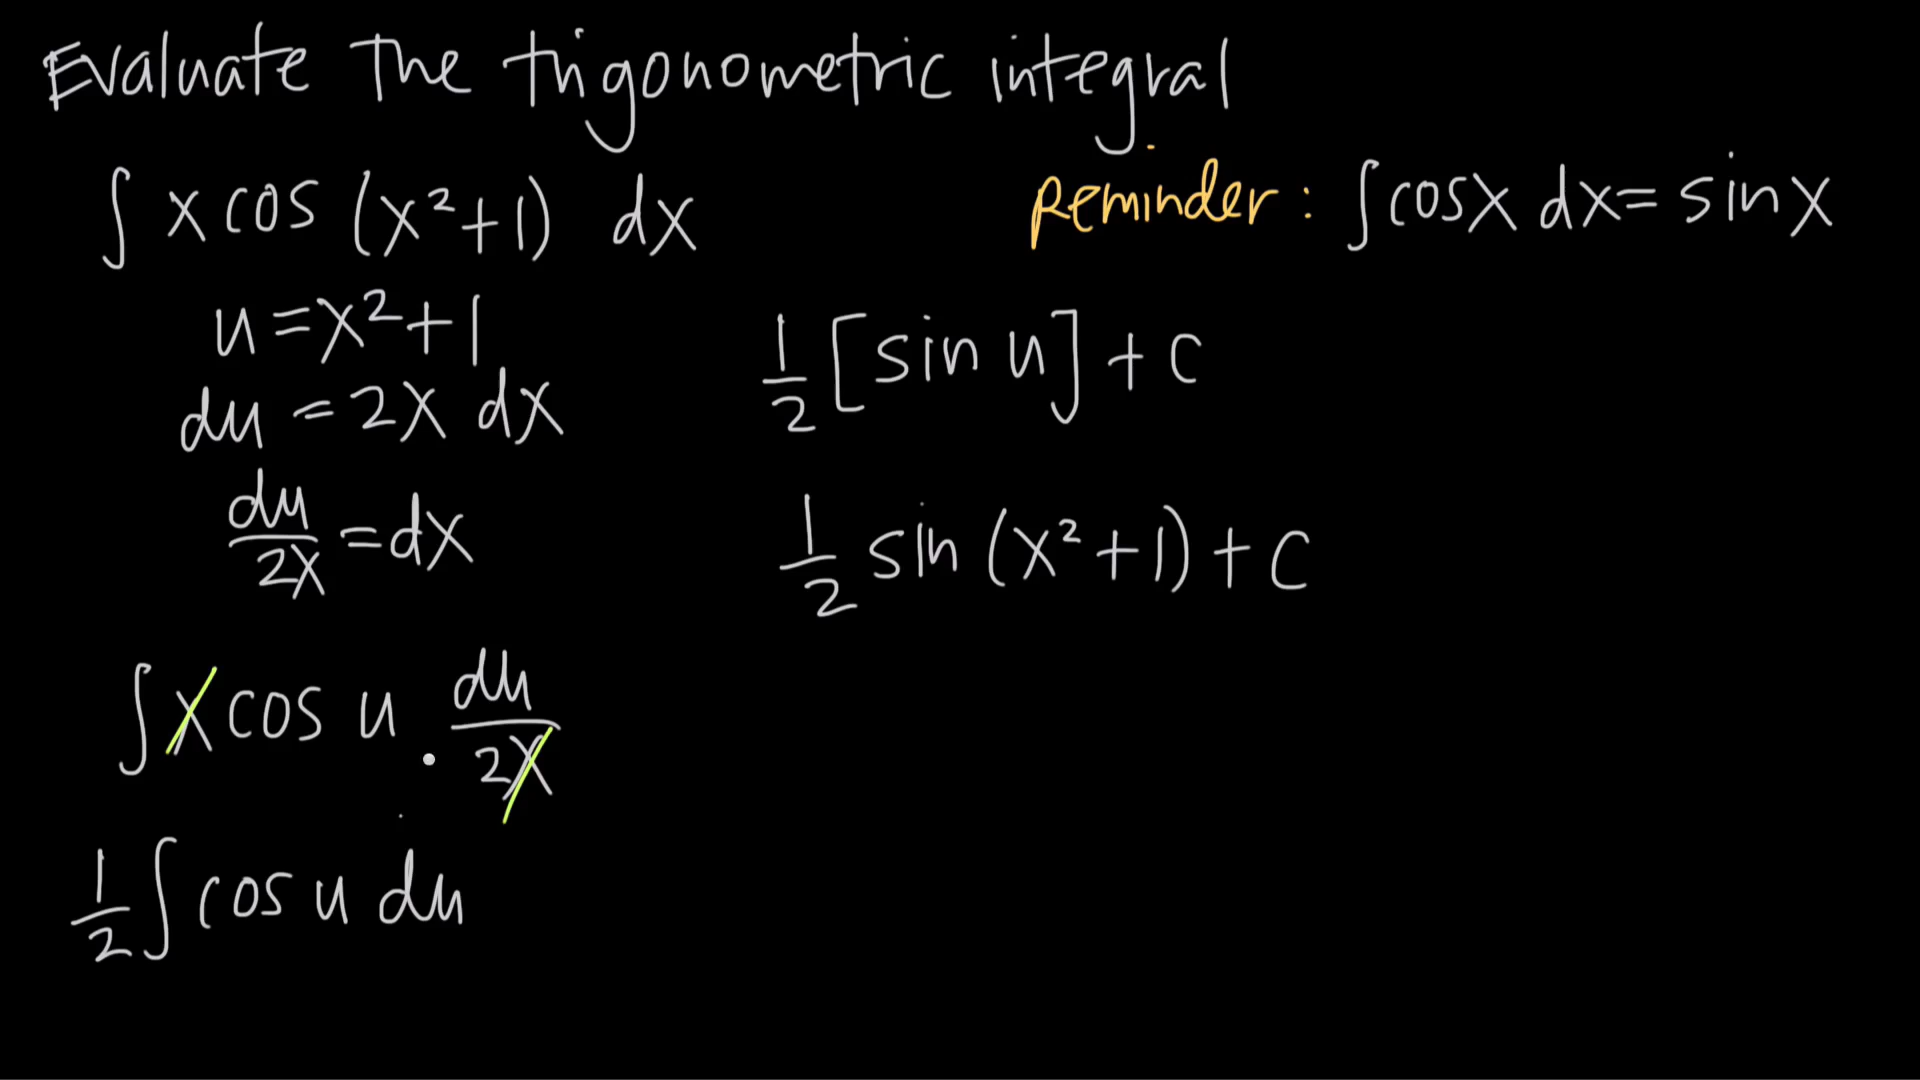 Evaluate the trigonometric integral
∫ x cos (x²+1) dx
Reminder: ∫ cosx dx = sin x
u = x²+1
du = 2x dx
du/2x = dx
∫ x cos u · du/2x
1/2 ∫ cos u du
1/2 [sin u] + c
1/2 sin (x²+1) + c